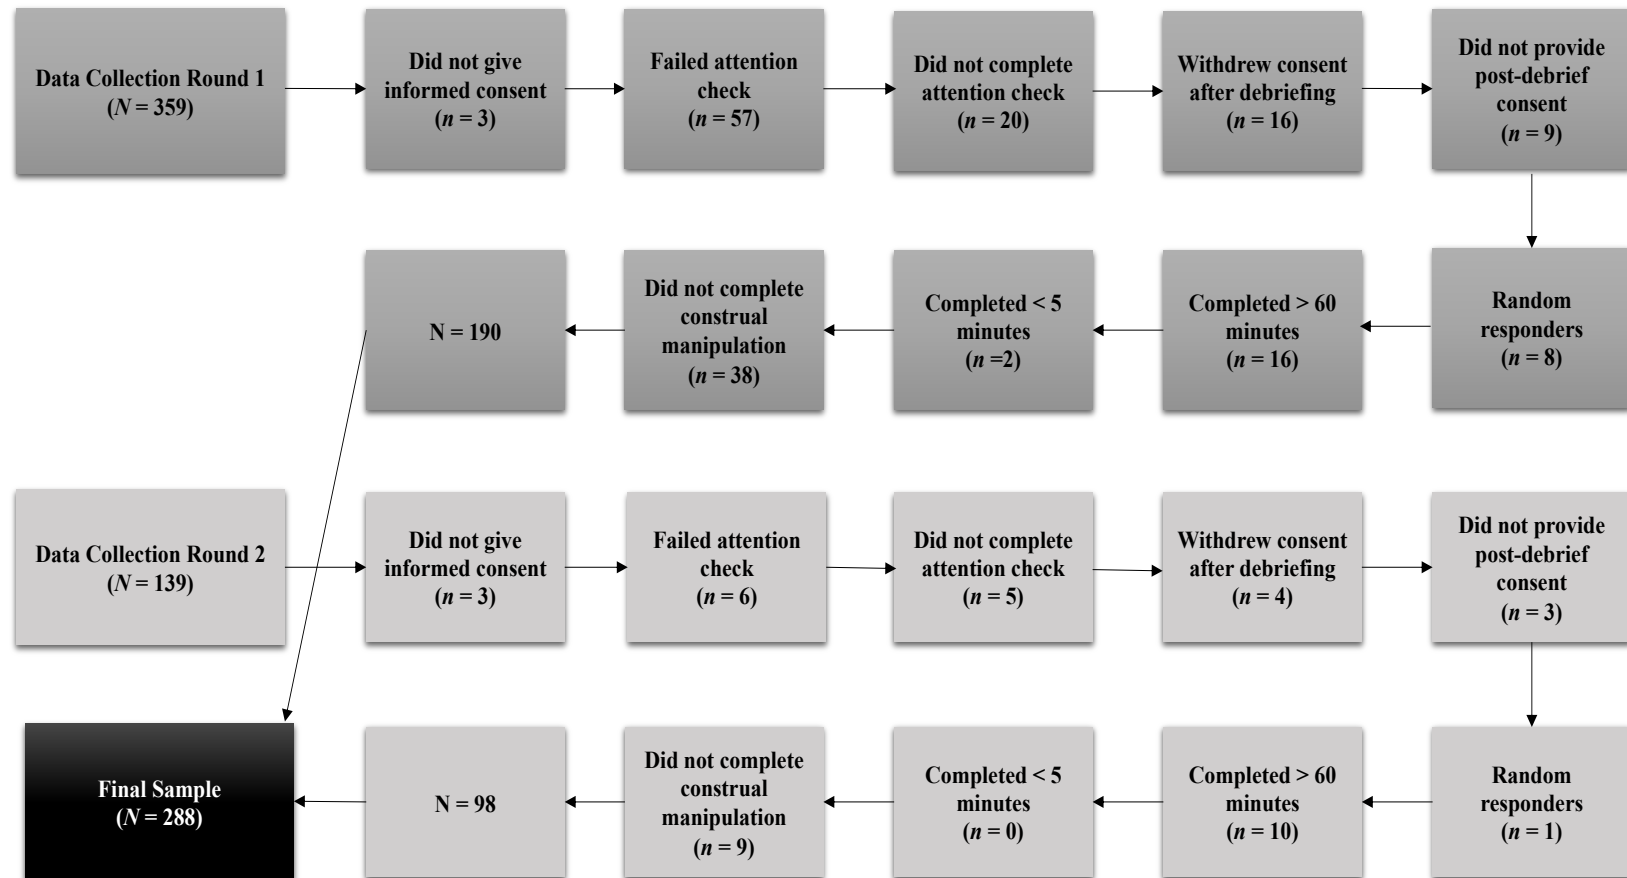 Data Collection Round 1
(N = 359)
Did not give
informed consent
(n = 3)
Failed attention
check
(n = 57)
Did not complete
attention check
(n = 20)
Withdrew consent
after debriefing
(n = 16)
Did not provide
post-debrief
consent
(n = 9)
Random
responders
(n = 8)
Completed > 60
minutes
(n = 16)
Completed < 5
minutes
(n =2)
Did not complete
construal
manipulation
(n = 38)
N = 190
Data Collection Round 2
(N = 139)
Did not give
informed consent
(n = 3)
Failed attention
check
(n = 6)
Did not complete
attention check
(n = 5)
Withdrew consent
after debriefing
(n = 4)
Did not provide
post-debrief
consent
(n = 3)
Random
responders
(n = 1)
Completed > 60
minutes
(n = 10)
Completed < 5
minutes
(n = 0)
Did not complete
construal
manipulation
(n = 9)
N = 98
Final Sample
(N = 288)